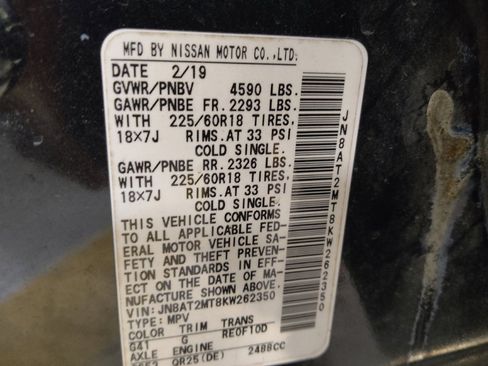 MFD BY NISSAN MOTOR CO.,LTD.
DATE 2/19
GVWR/PNBV 4590 LBS.
GAWR/PNBE FR. 2293 LBS.
WITH 225/60R18 TIRES,
18X7J RIMS.AT 33 PSI
COLD SINGLE.
GAWR/PNBE RR. 2326 LBS.
WITH 225/60R18 TIRES,
18X7J RIMS.AT 33 PSI
COLD SINGLE.
THIS VEHICLE CONFORMS
TO ALL APPLICABLE FED-
ERAL MOTOR VEHICLE SA-
FETY AND THEFT PREVEN-
TION STANDARDS IN EFF-
ECT ON THE DATE OF MA-
NUFACTURE SHOWN ABOVE.
VIN:JN8AT2MT8KW262350
TYPE:MPV
COLOR TRIM TRANS
G41 G RE0F10D
AXLE ENGINE
QR25(DE) 2488CC
JN8AT2MT8KW262350